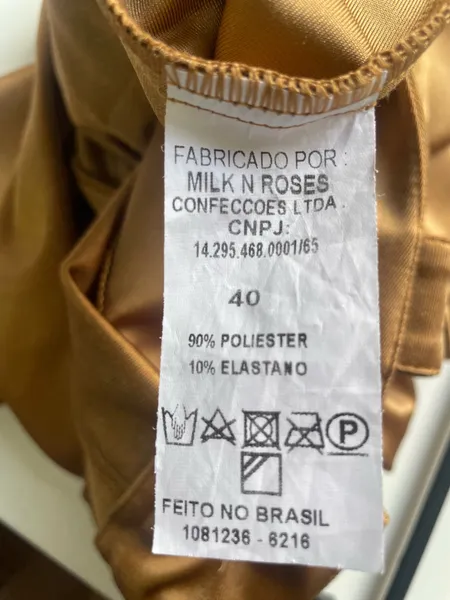 FABRICADO POR :
MILK N ROSES
CONFECCOES LTDA .
CNPJ:
14.295.468.0001/65
40
90% POLIESTER
10% ELASTANO
P
FEITO NO BRASIL
1081236 - 6216